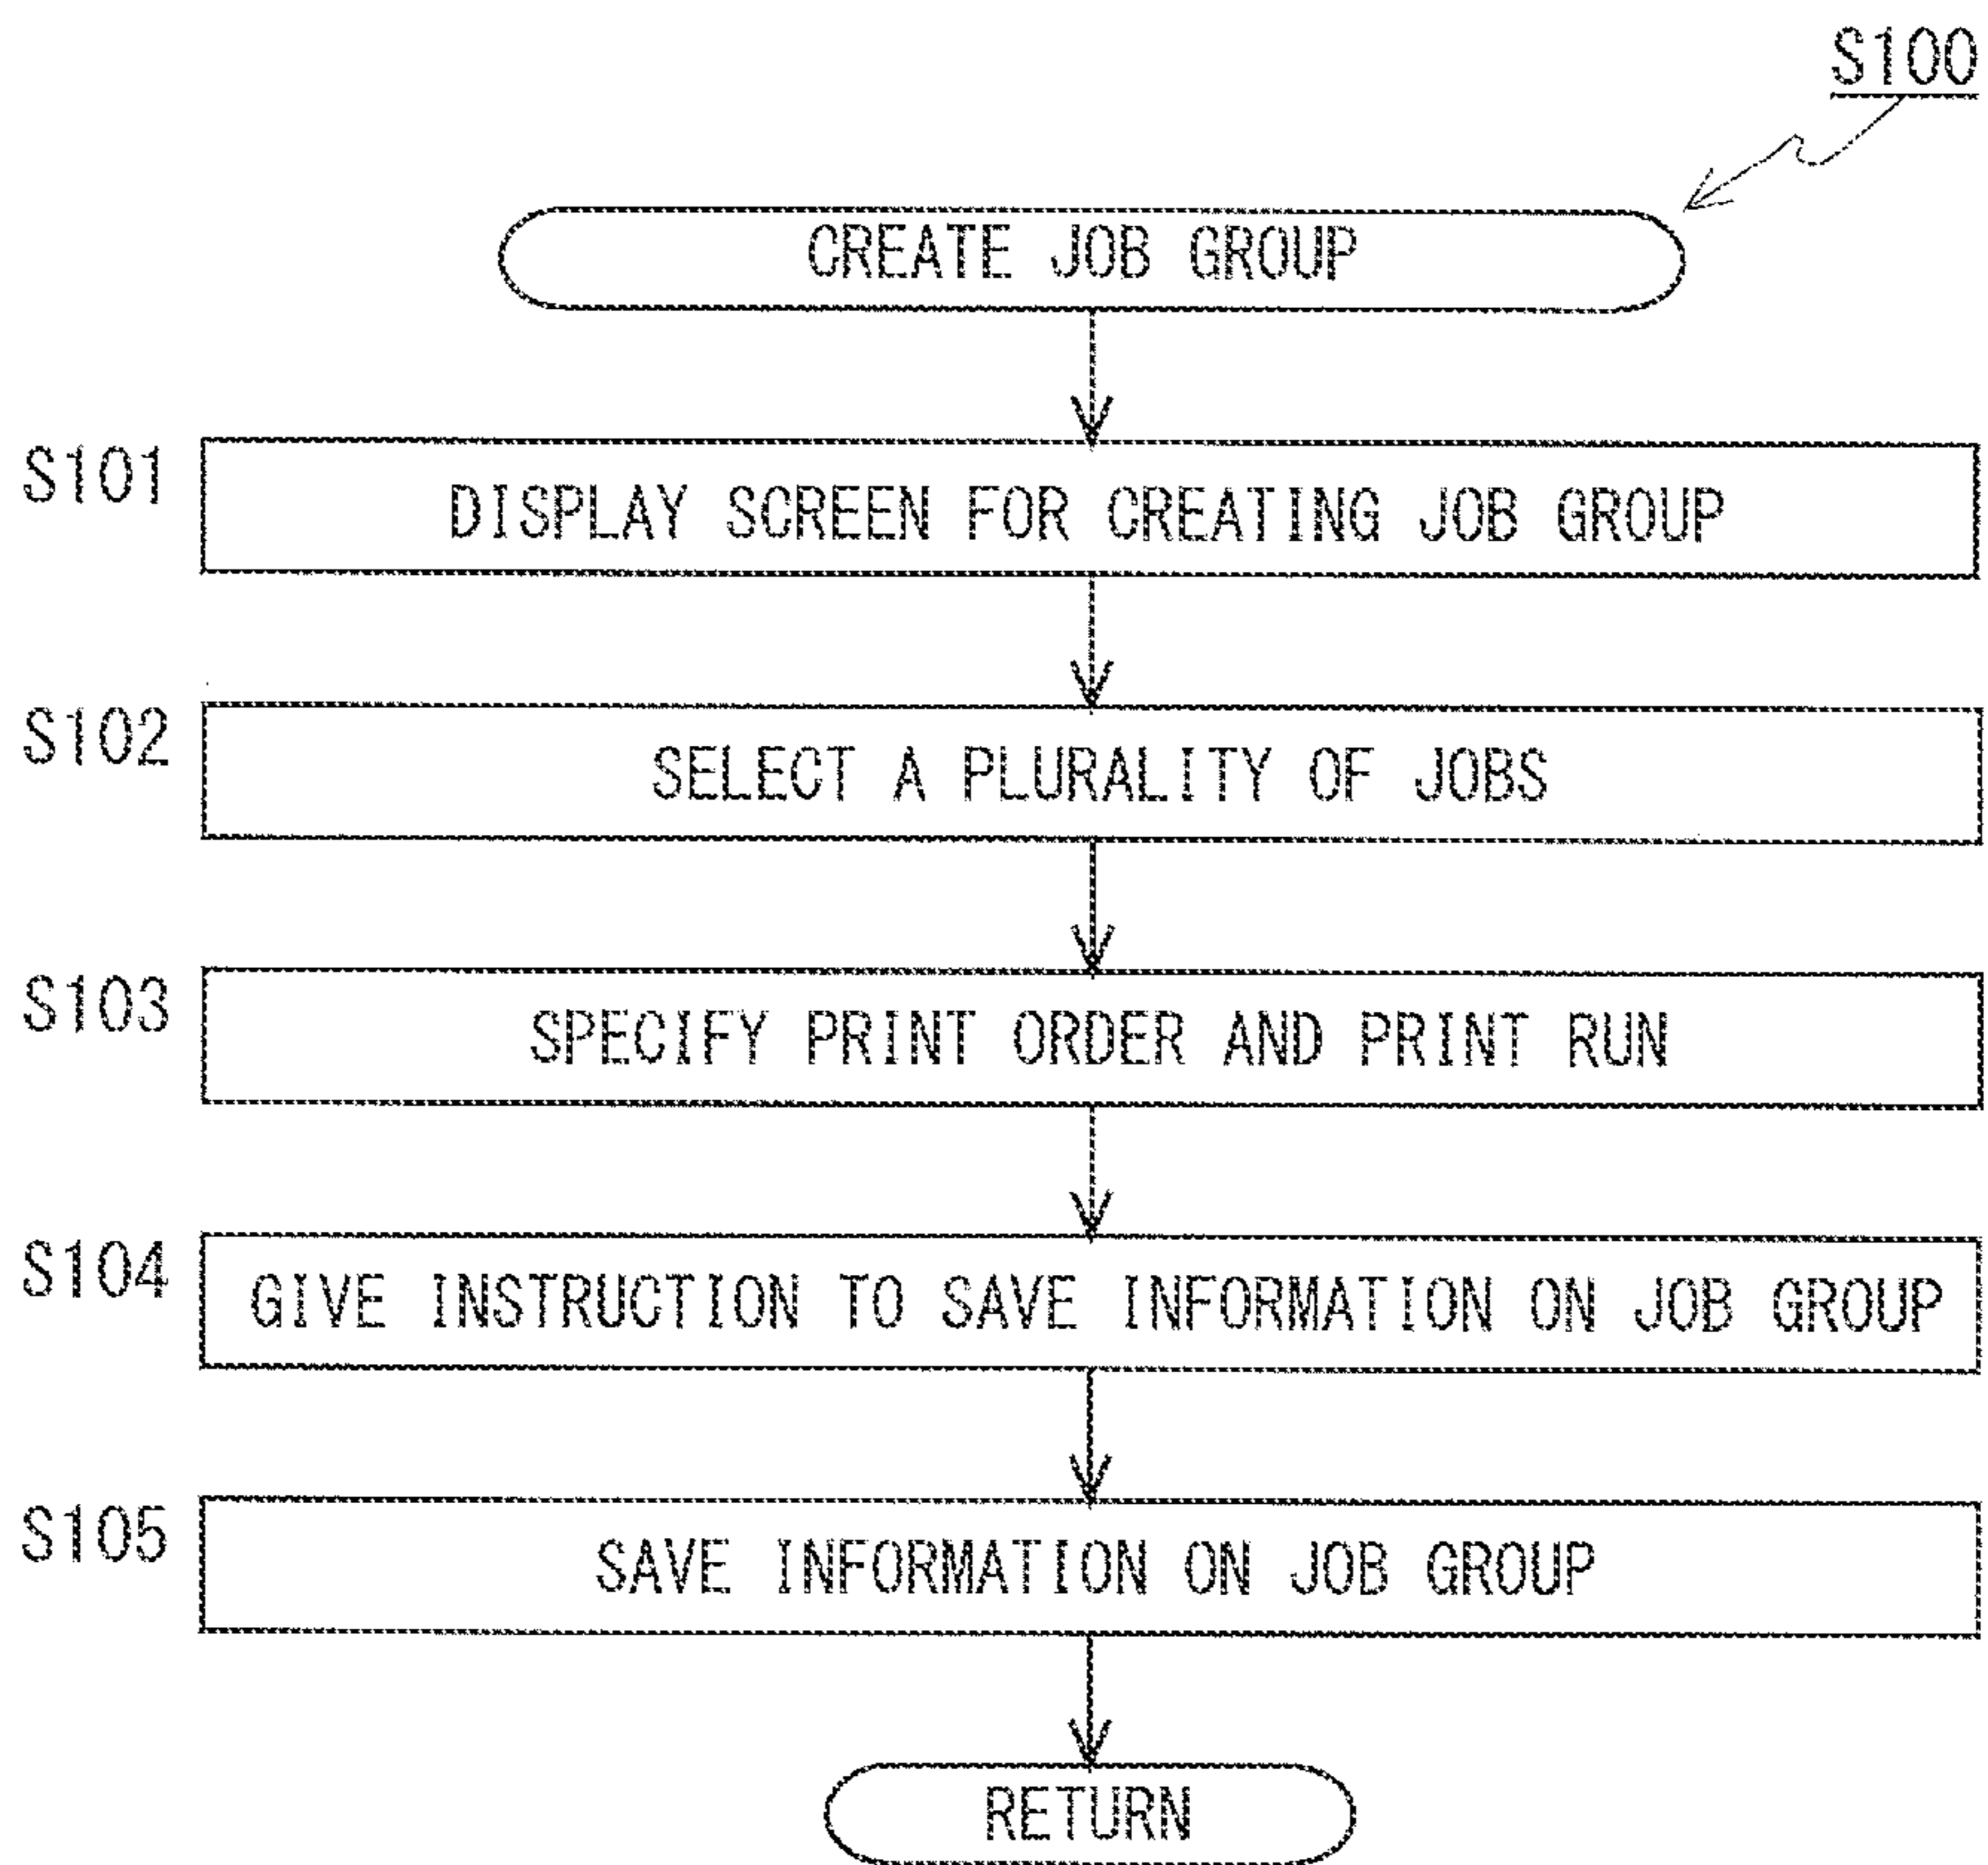 S100
CREATE JOB GROUP
S101
DISPLAY SCREEN FOR CREATING JOB GROUP
S102
SELECT A PLURALITY OF JOBS
S103
SPECIFY PRINT ORDER AND PRINT RUN
S104
GIVE INSTRUCTION TO SAVE INFORMATION ON JOB GROUP
S105
SAVE INFORMATION ON JOB GROUP
RETURN